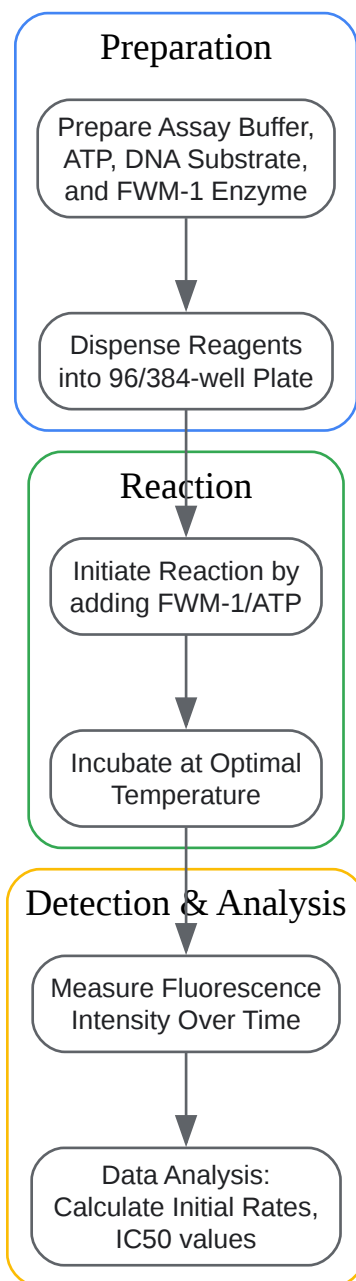 Preparation
Prepare Assay Buffer,
ATP, DNA Substrate,
and FWM-1 Enzyme
Dispense Reagents
into 96/384-well Plate
Reaction
Initiate Reaction by
adding FWM-1/ATP
Incubate at Optimal
Temperature
Detection & Analysis
Measure Fluorescence
Intensity Over Time
Data Analysis:
Calculate Initial Rates,
IC50 values